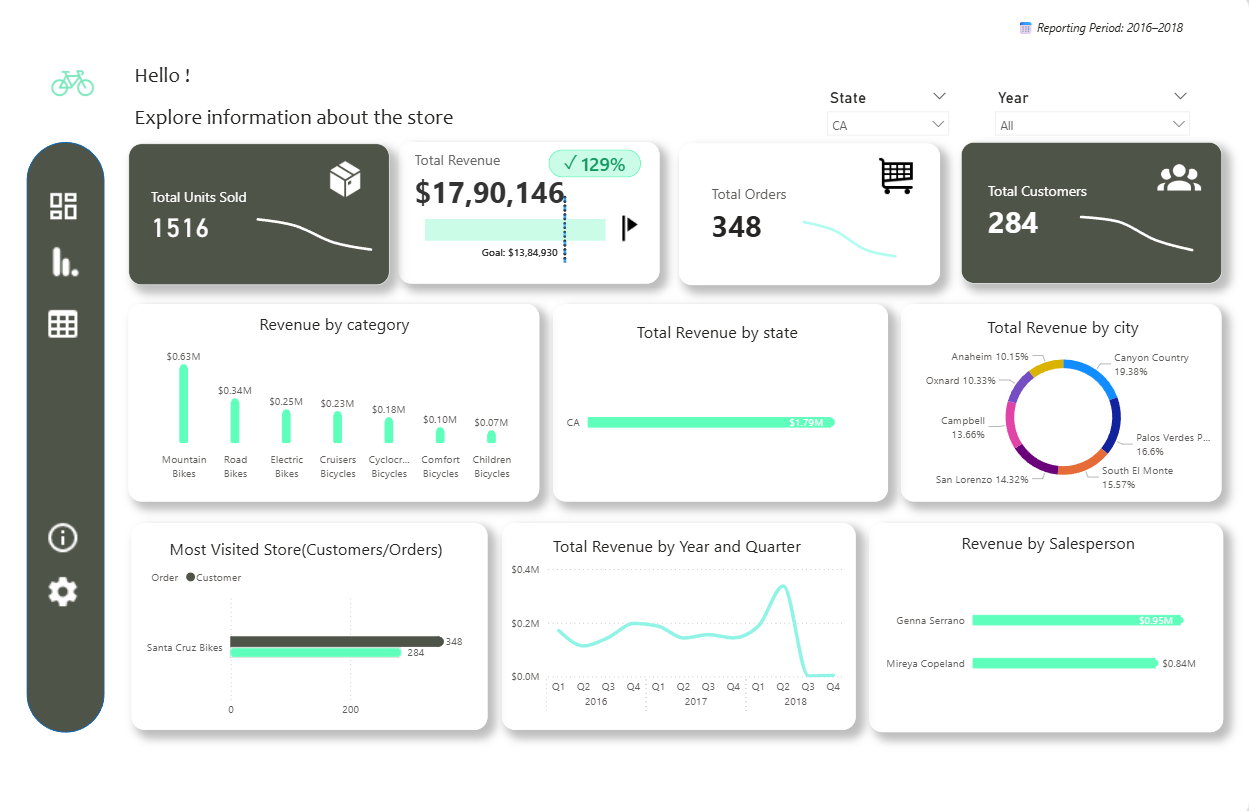 Reporting Period: 2016–2018
Hello !
Explore information about the store
State
CA
Year
All
Total Units Sold
1516
Total Revenue
✓ 129%
$17,90,146
Goal: $13,84,930
Total Orders
348
Total Customers
284
Revenue by category
$0.63M
$0.34M
$0.25M
$0.23M
$0.18M
$0.10M
$0.07M
Mountain Bikes
Road Bikes
Electric Bikes
Cruisers Bicycles
Cyclocr... Bicycles
Comfort Bicycles
Children Bicycles
Total Revenue by state
CA
$1.79M
Total Revenue by city
Anaheim 10.15%
Canyon Country
19.38%
Oxnard 10.33%
Campbell
13.66%
Palos Verdes P...
16.6%
South El Monte
15.57%
San Lorenzo 14.32%
Most Visited Store(Customers/Orders)
Order Customer
Santa Cruz Bikes
348
284
0 200
Total Revenue by Year and Quarter
$0.4M
$0.2M
$0.0M
Q1 Q2 Q3 Q4 Q1 Q2 Q3 Q4 Q1 Q2 Q3 Q4
2016 2017 2018
Revenue by Salesperson
Genna Serrano $0.95M
Mireya Copeland $0.84M